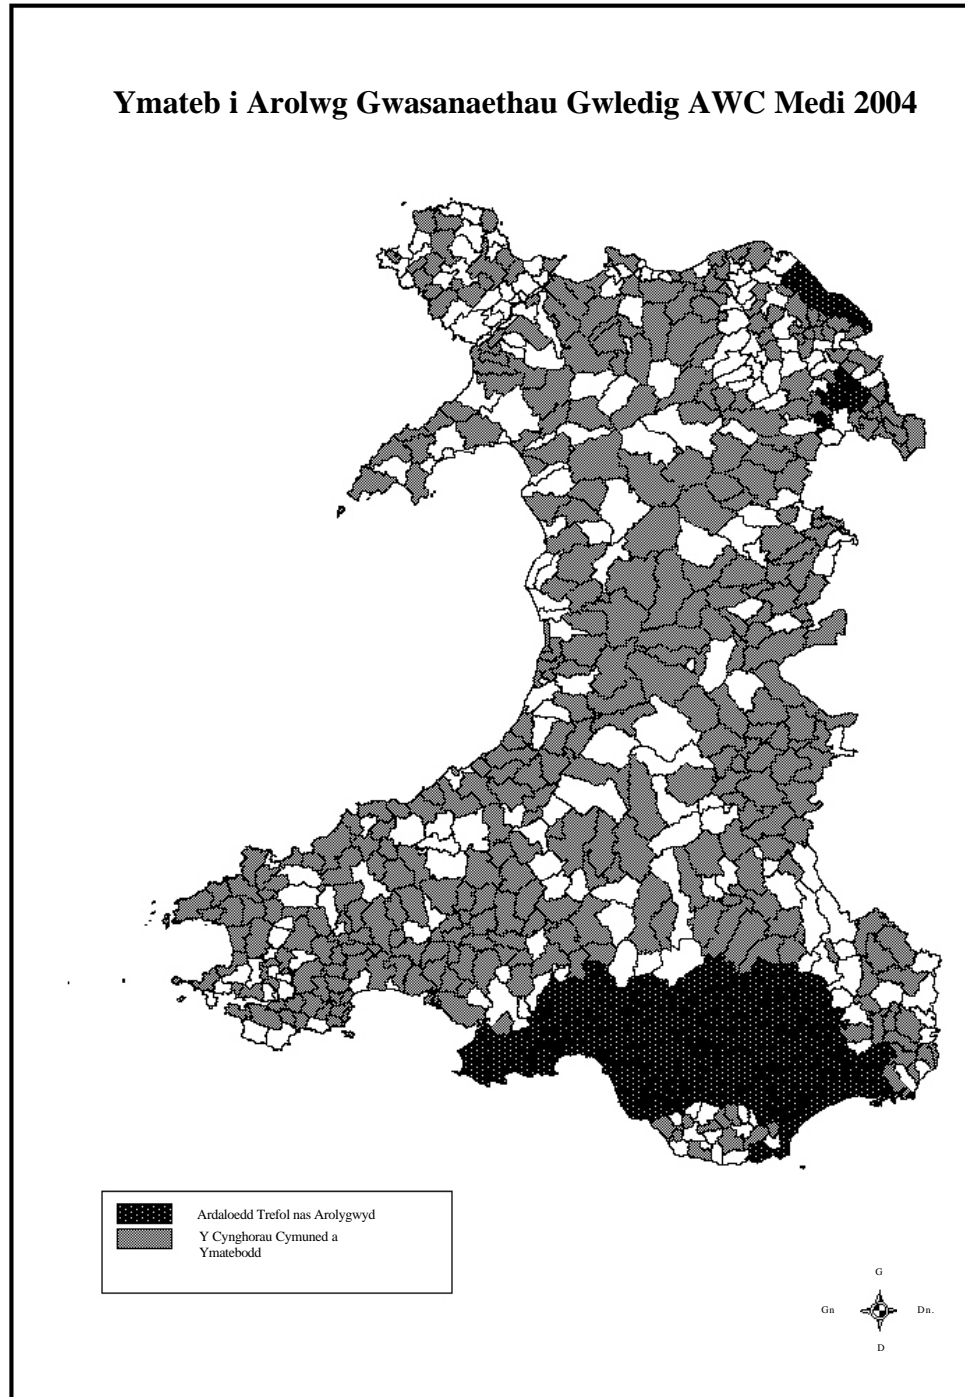 Ymateb i Arolwg Gwasanaethau Gwledig AWC Medi 2004
Ardaloedd Trefol nas Arolygwyd
Y Cynghorau Cymuned a
Ymatebodd
G
Gn
Dn.
D